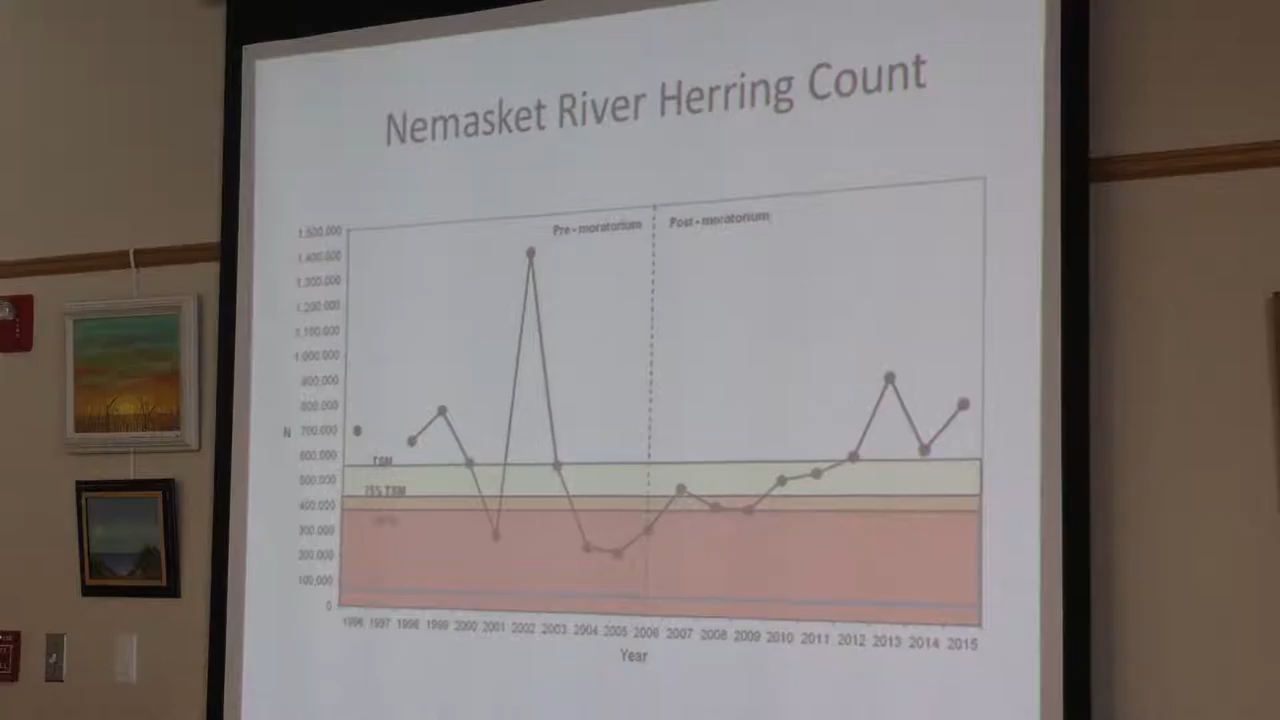 Nemasket River Herring Count
Pre - moratorium
Post - moratorium
1,500,000
1,400,000
1,300,000
1,200,000
1,100,000
1,000,000
900,000
800,000
N 700,000
600,000
500,000
400,000
300,000
200,000
100,000
0
TSM
75% TSM
1996 1997 1998 1999 2000 2001 2002 2003 2004 2005 2006 2007 2008 2009 2010 2011 2012 2013 2014 2015
Year